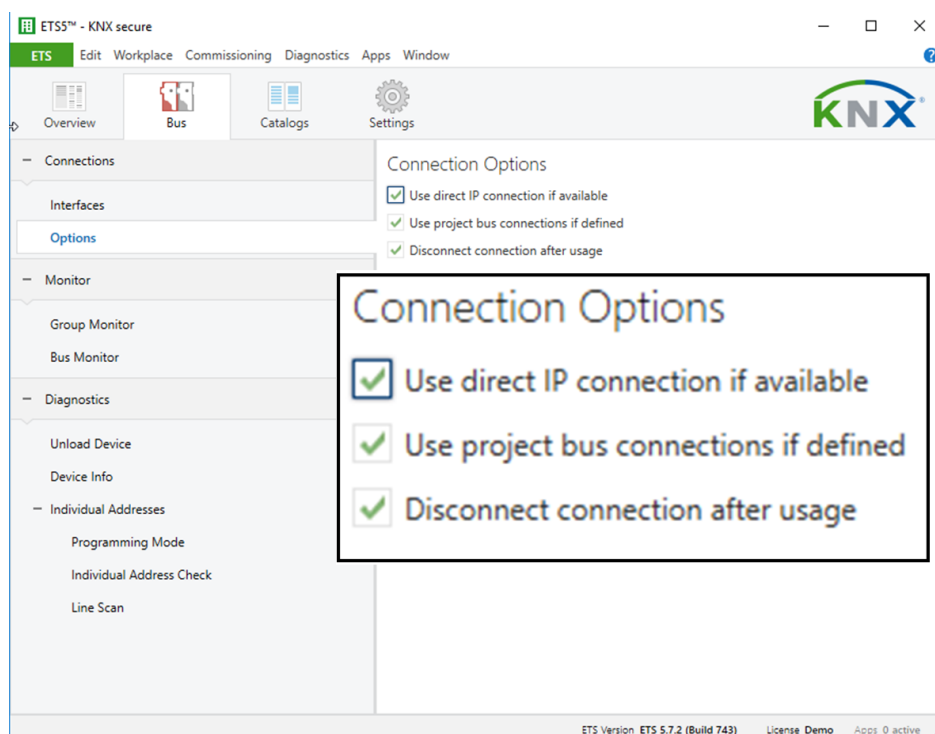 ETS5™ - KNX secure
ETS Edit Workplace Commissioning Diagnostics Apps Window
Overview Bus Catalogs Settings
KNX®
Connections
Interfaces
Options
Monitor
Group Monitor
Bus Monitor
Diagnostics
Unload Device
Device Info
Individual Addresses
Programming Mode
Individual Address Check
Line Scan
Connection Options
Use direct IP connection if available
Use project bus connections if defined
Disconnect connection after usage
Connection Options
Use direct IP connection if available
Use project bus connections if defined
Disconnect connection after usage
ETS Version ETS 5.7.2 (Build 743) License Demo Apps 0 active